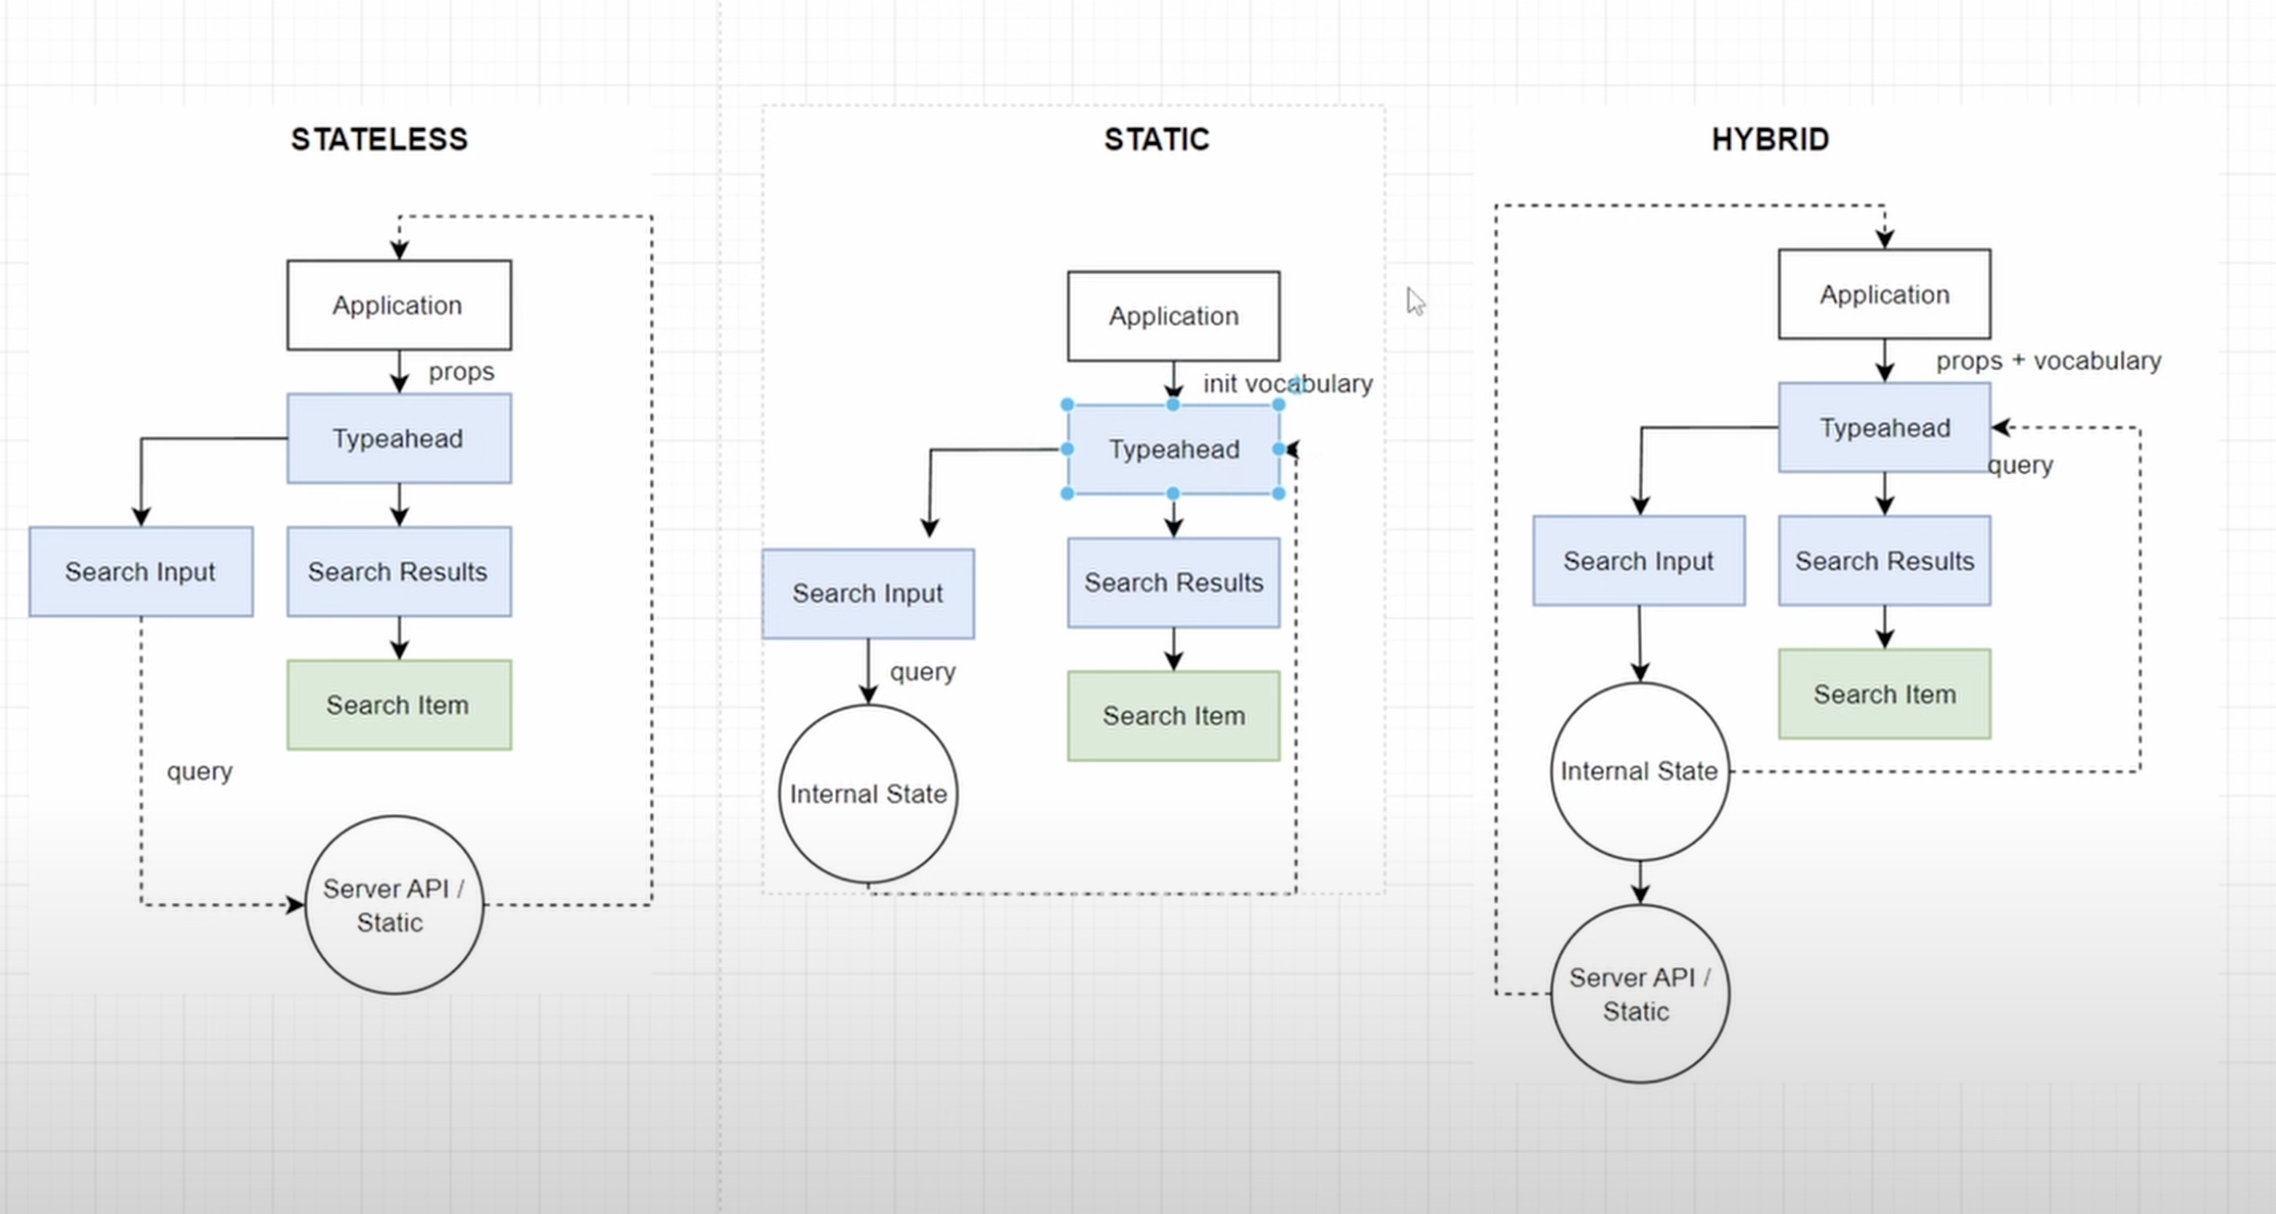 STATELESS
Application
props
Typeahead
Search Input
Search Results
Search Item
query
Server API /
Static
STATIC
Application
init vocabulary
Typeahead
Search Input
Search Results
query
Search Item
Internal State
HYBRID
Application
props + vocabulary
Typeahead
query
Search Input
Search Results
Search Item
Internal State
Server API /
Static